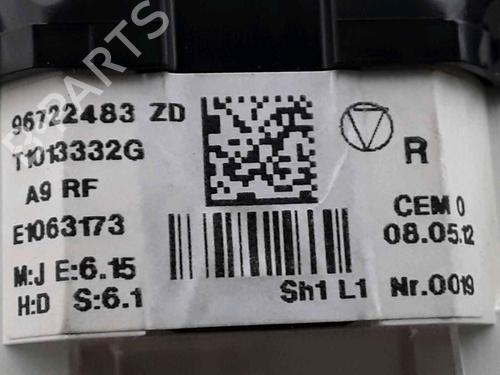 PARTS
96722483 ZD
T1013332G
A9 RF
E1063173
M:J E:6.15
H:D S:6.1
R
CEM 0
08.05.12
Sh1 L1 Nr.0019